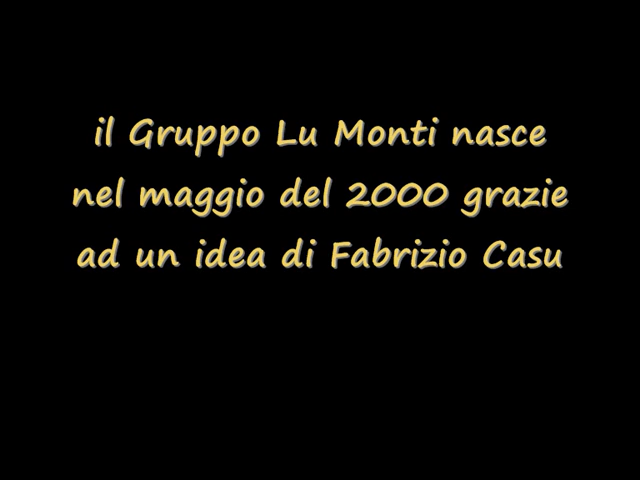 il Gruppo Lu Monti nasce
nel maggio del 2000 grazie
ad un idea di Fabrizio Casu